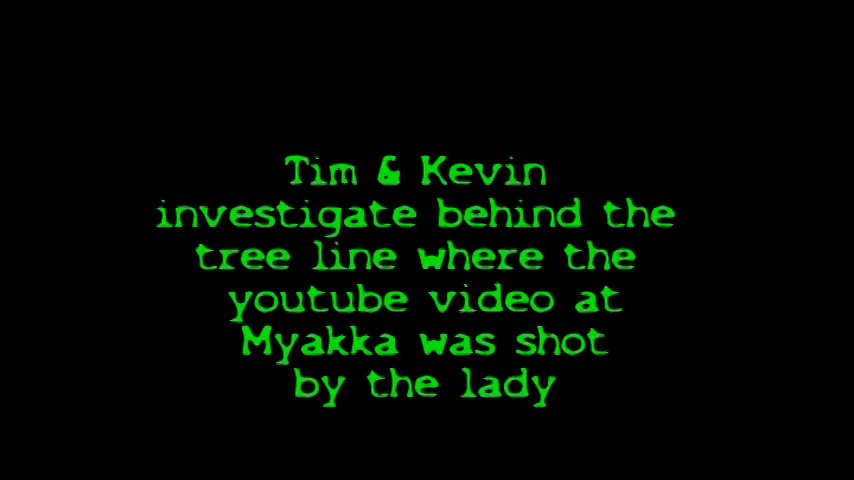 Tim & Kevin
investigate behind the
tree line where the
youtube video at
Myakka was shot
by the lady